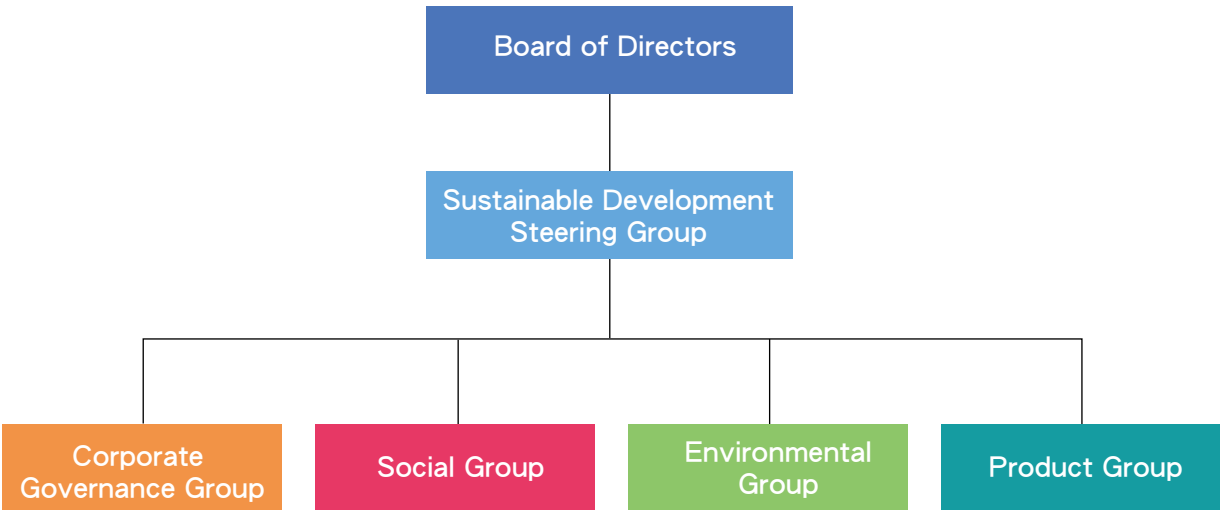 Board of Directors
Sustainable Development
Steering Group
Corporate
Governance Group
Social Group
Environmental
Group
Product Group